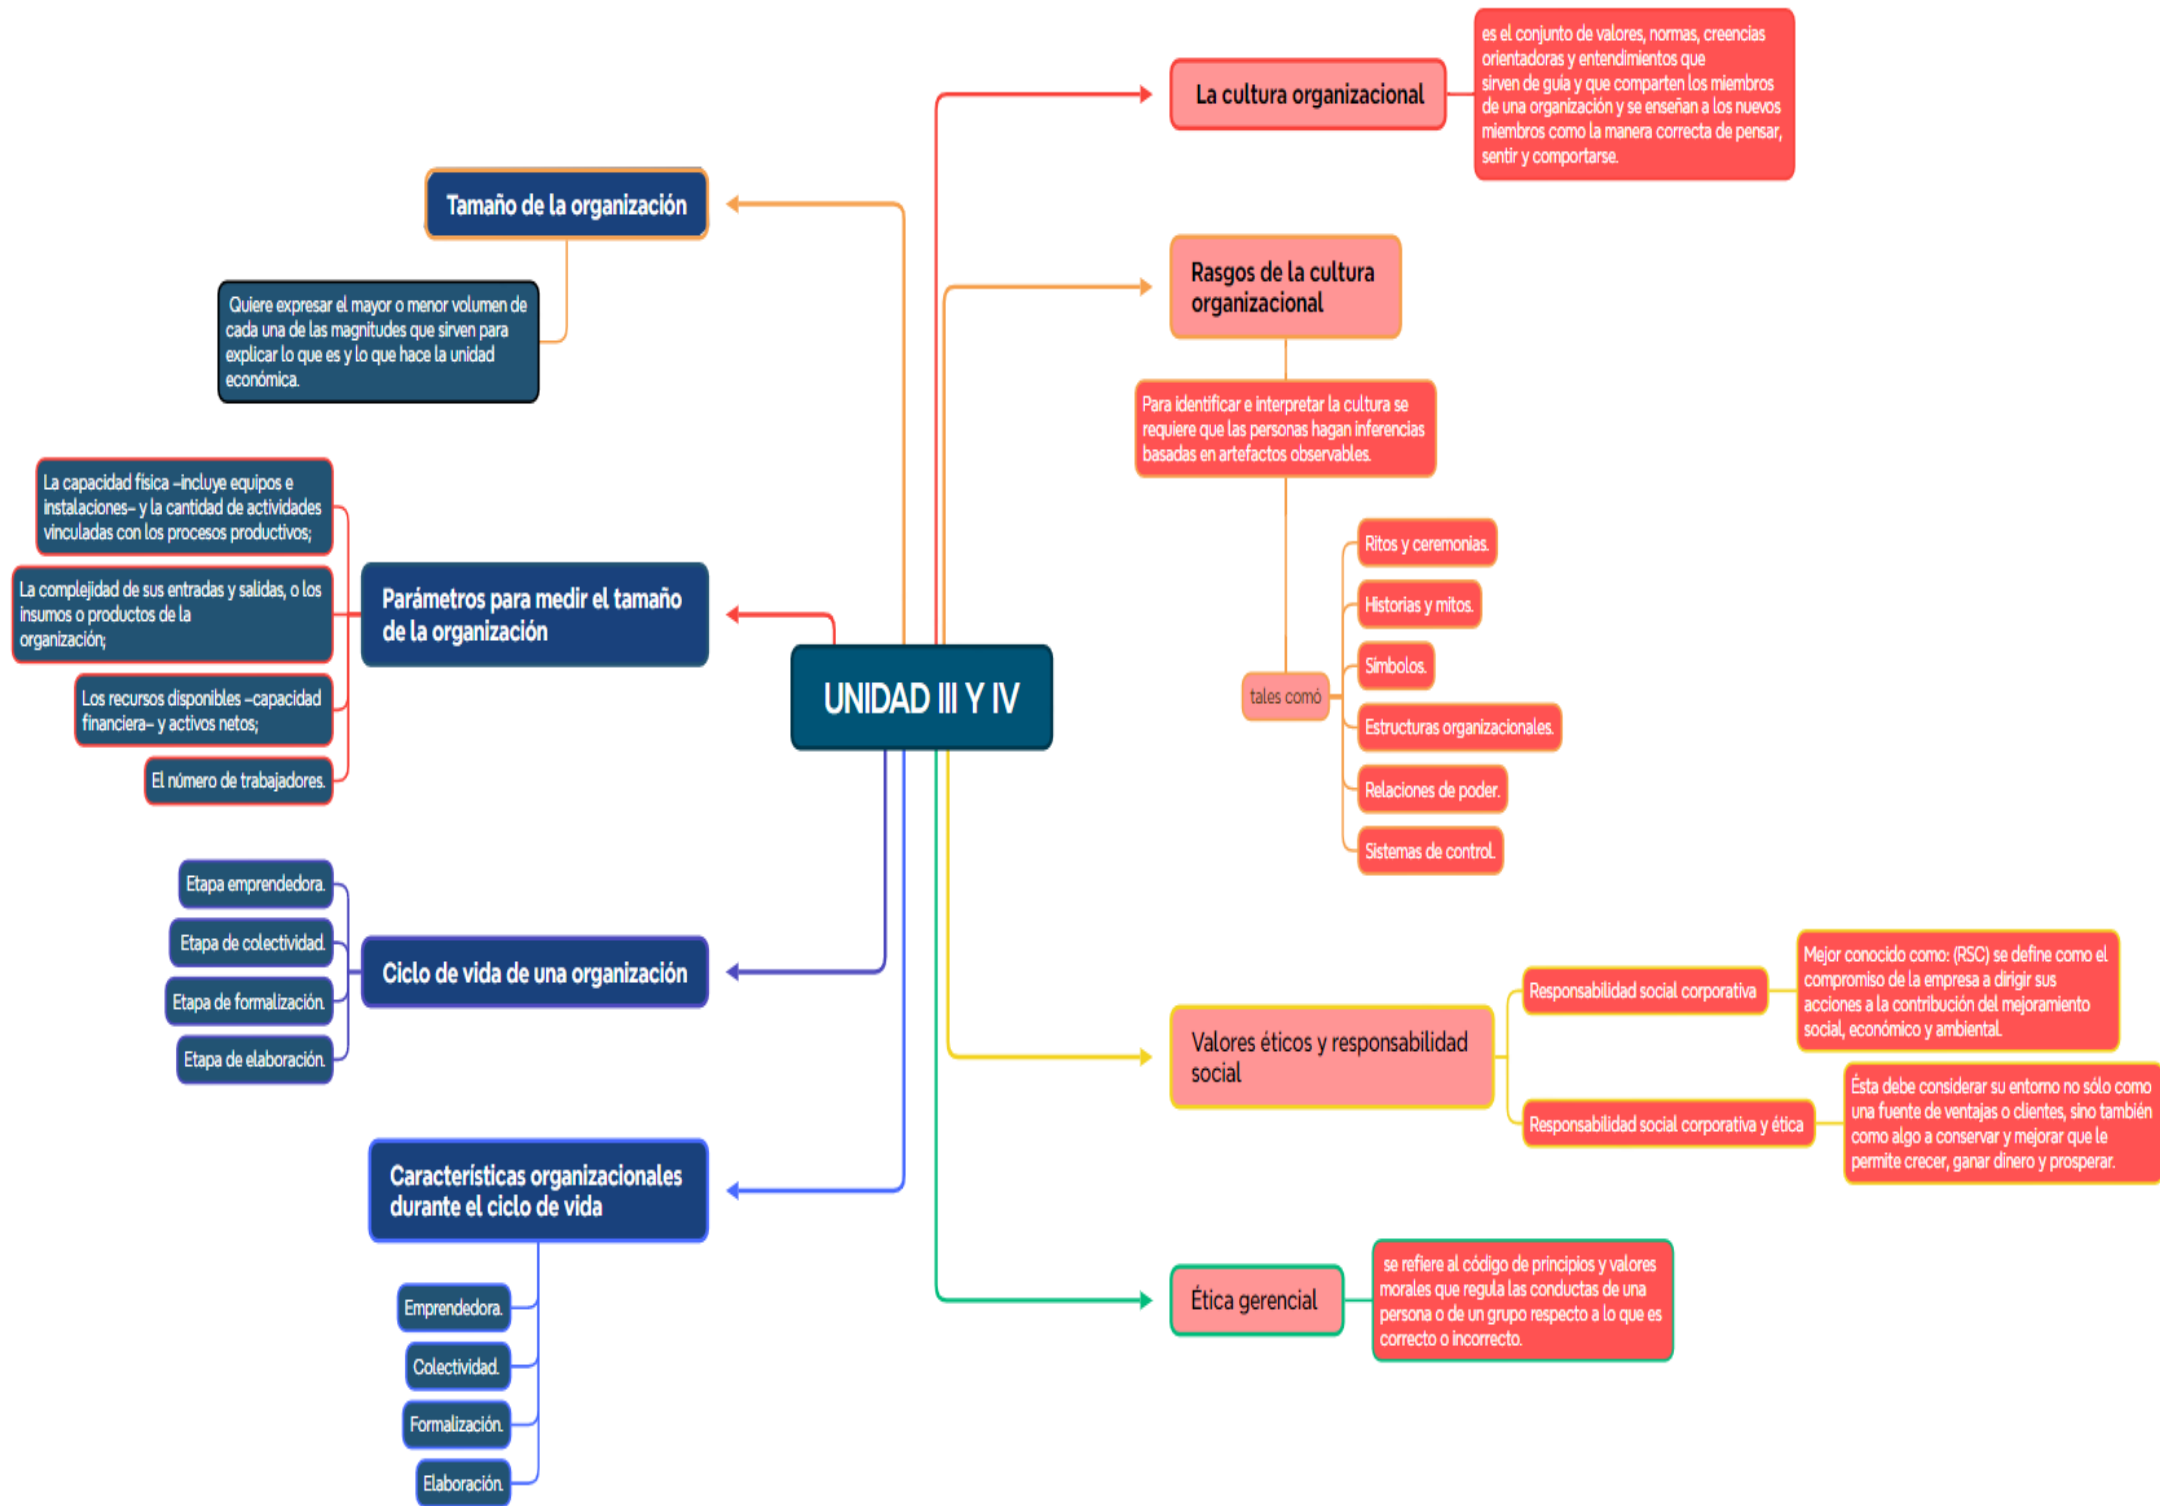 UNIDAD III Y IV
Tamaño de la organización
Quiere expresar el mayor o menor volumen de
cada una de las magnitudes que sirven para
explicar lo que es y lo que hace la unidad
económica.
Parámetros para medir el tamaño
de la organización
La capacidad física –incluye equipos e
instalaciones– y la cantidad de actividades
vinculadas con los procesos productivos;
La complejidad de sus entradas y salidas, o los
insumos o productos de la
organización;
Los recursos disponibles –capacidad
financiera– y activos netos;
El número de trabajadores.
Ciclo de vida de una organización
Etapa emprendedora.
Etapa de colectividad.
Etapa de formalización.
Etapa de elaboración.
Características organizacionales
durante el ciclo de vida
Emprendedora.
Colectividad.
Formalización.
Elaboración.
La cultura organizacional
es el conjunto de valores, normas, creencias
orientadoras y entendimientos que
sirven de guía y que comparten los miembros
de una organización y se enseñan a los nuevos
miembros como la manera correcta de pensar,
sentir y comportarse.
Rasgos de la cultura
organizacional
Para identificar e interpretar la cultura se
requiere que las personas hagan inferencias
basadas en artefactos observables.
tales comó
Ritos y ceremonias.
Historias y mitos.
Símbolos.
Estructuras organizacionales.
Relaciones de poder.
Sistemas de control.
Valores éticos y responsabilidad
social
Responsabilidad social corporativa
Mejor conocido como: (RSC) se define como el
compromiso de la empresa a dirigir sus
acciones a la contribución del mejoramiento
social, económico y ambiental.
Responsabilidad social corporativa y ética
Ésta debe considerar su entorno no sólo como
una fuente de ventajas o clientes, sino también
como algo a conservar y mejorar que le
permite crecer, ganar dinero y prosperar.
Ética gerencial
se refiere al código de principios y valores
morales que regula las conductas de una
persona o de un grupo respecto a lo que es
correcto o incorrecto.